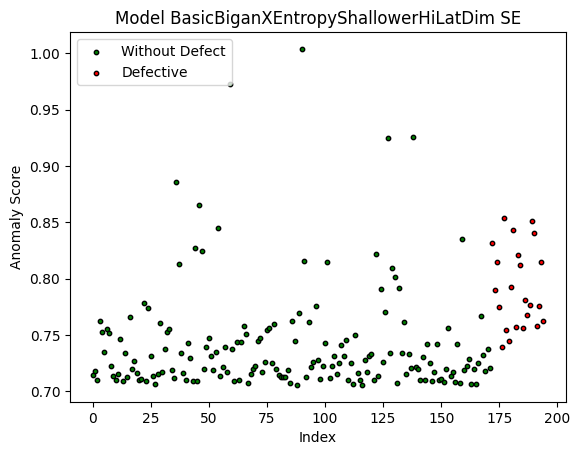 Model BasicBiganXEntropyShallowerHiLatDim SE
Without Defect
Defective
Anomaly Score
1.00
0.95
0.90
0.85
0.80
0.75
0.70
0 25 50 75 100 125 150 175 200
Index